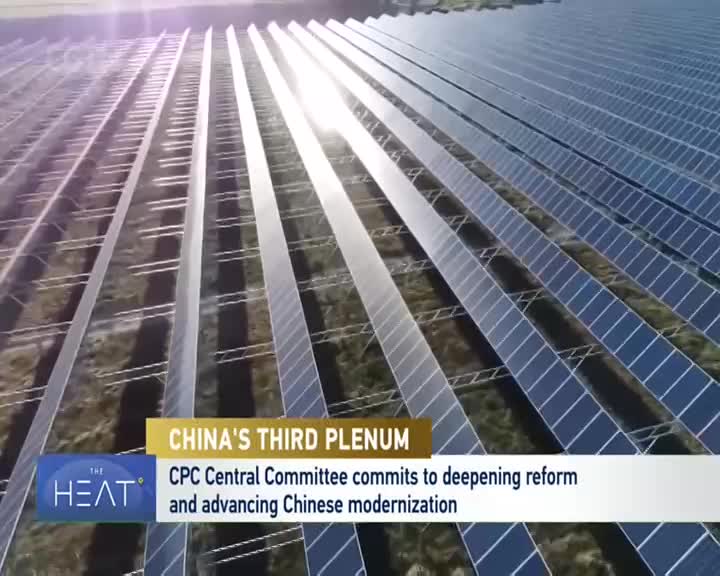 CHINA'S THIRD PLENUM
THE
HEAT
CPC Central Committee commits to deepening reform
and advancing Chinese modernization